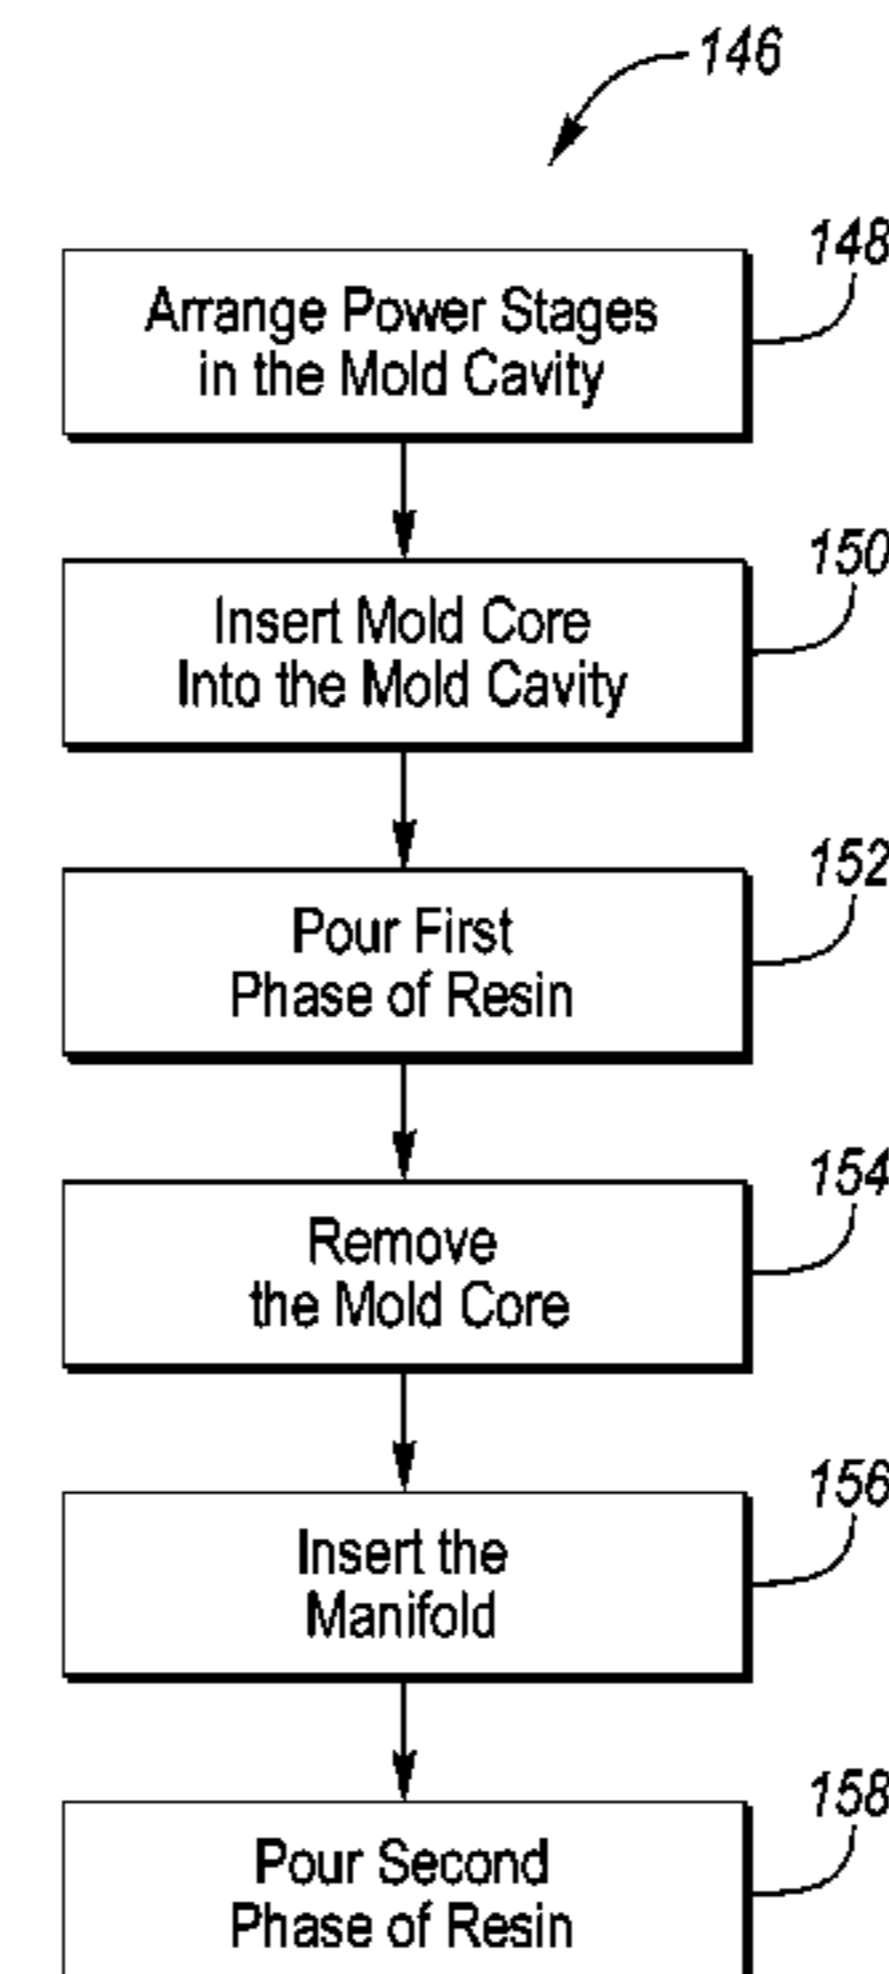 146
148
Arrange Power Stages
in the Mold Cavity
150
Insert Mold Core
Into the Mold Cavity
152
Pour First
Phase of Resin
154
Remove
the Mold Core
156
Insert the
Manifold
158
Pour Second
Phase of Resin